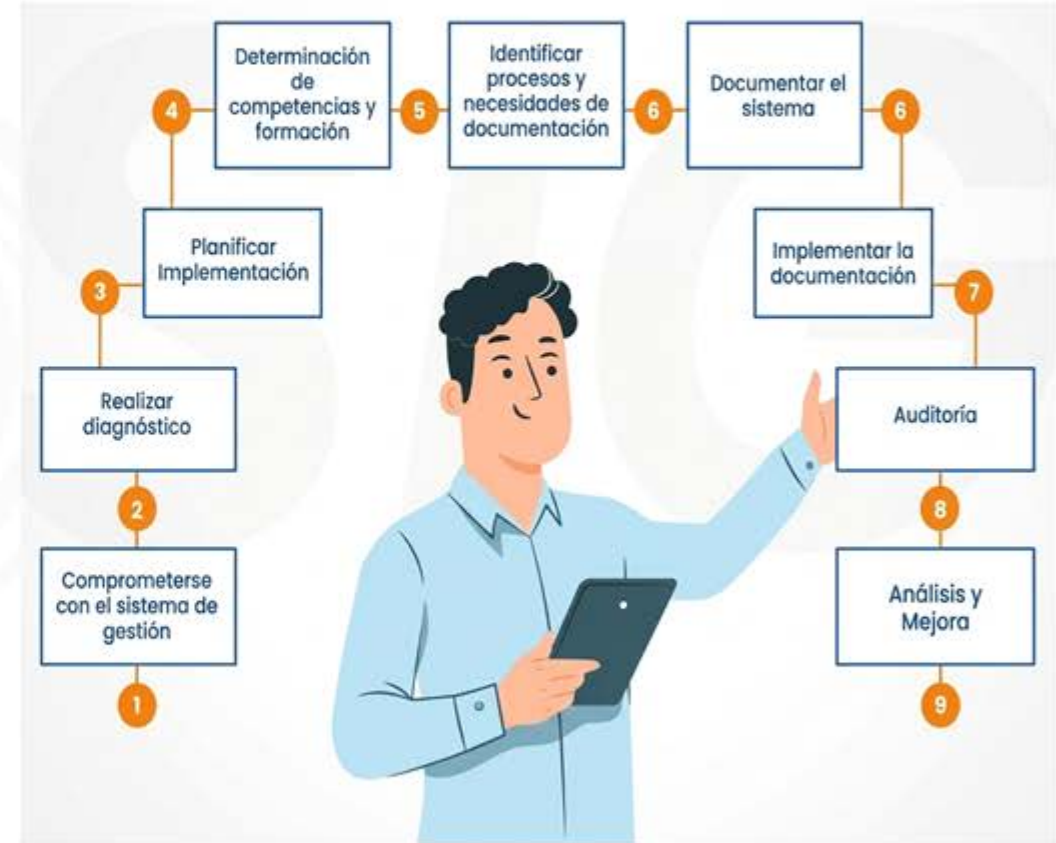 1
Comprometerse
con el sistema de
gestión
2
Realizar
diagnóstico
3
Planificar
Implementación
4
Determinación
de
competencias y
formación
5
Identificar
procesos y
necesidades de
documentación
6
Documentar el
sistema
6
Implementar la
documentación
7
Auditoría
8
Análisis y
Mejora
9